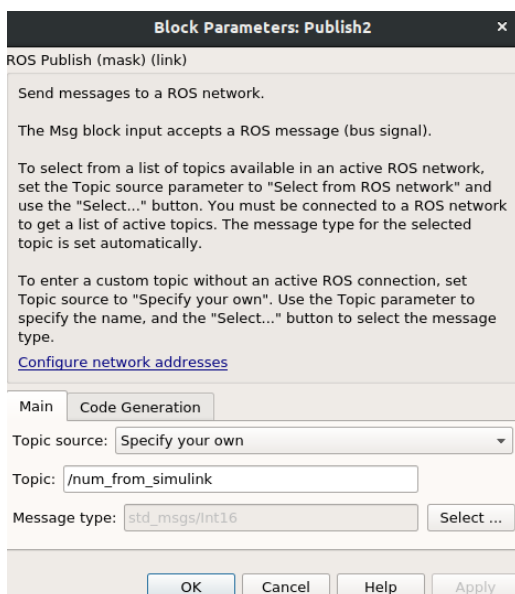 Block Parameters: Publish2
×
ROS Publish (mask) (link)
Send messages to a ROS network.
The Msg block input accepts a ROS message (bus signal).
To select from a list of topics available in an active ROS network,
set the Topic source parameter to "Select from ROS network" and
use the "Select..." button. You must be connected to a ROS network
to get a list of active topics. The message type for the selected
topic is set automatically.
To enter a custom topic without an active ROS connection, set
Topic source to "Specify your own". Use the Topic parameter to
specify the name, and the "Select..." button to select the message
type.
Configure network addresses
Main Code Generation
Topic source: Specify your own
Topic: /num_from_simulink
Message type: std_msgs/Int16 Select ...
OK Cancel Help Apply